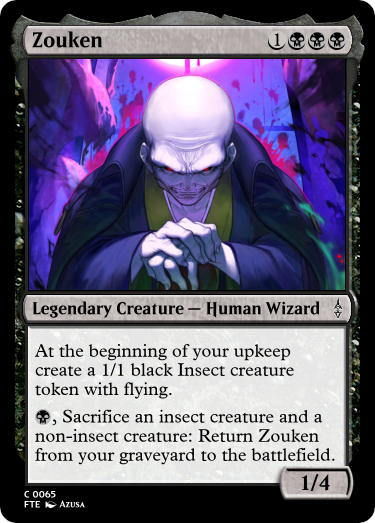 Zouken 1
Legendary Creature — Human Wizard
At the beginning of your upkeep
create a 1/1 black Insect creature
token with flying.
, Sacrifice an insect creature and a
non-insect creature: Return Zouken
from your graveyard to the battlefield.
1/4
C 0065
FTE Azusa